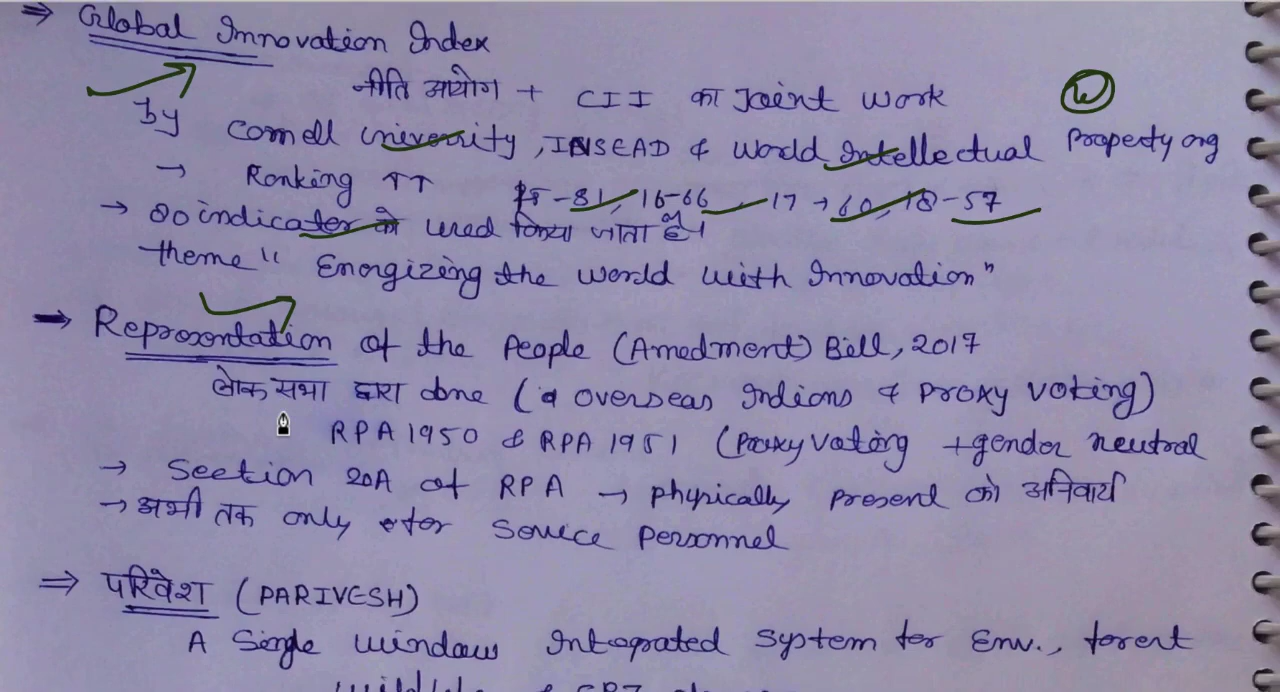 ⇒ Global Innovation Index
नीति आयोग + CII का Joint work
by Cornell University, INSEAD & World Intellectual Property org
→ Ranking ↑↑ 15-81, 16-66, 17→60, 18-57
→ 80 indicater को used किया जाता है।
theme "Energizing the world with Innovation"
⇒ Representation of the People (Amedment) Bill, 2017
लोक सभा द्वारा done (overseas Indians & Proxy voting)
RPA 1950 & RPA 1951 (Proxy voting + gender neutral
→ Section 20A of RPA → physically present को अनिवार्य
→ अभी तक only for Service Personnel
⇒ परिवेश (PARIVESH)
A Single window Integrated System for Env., forest